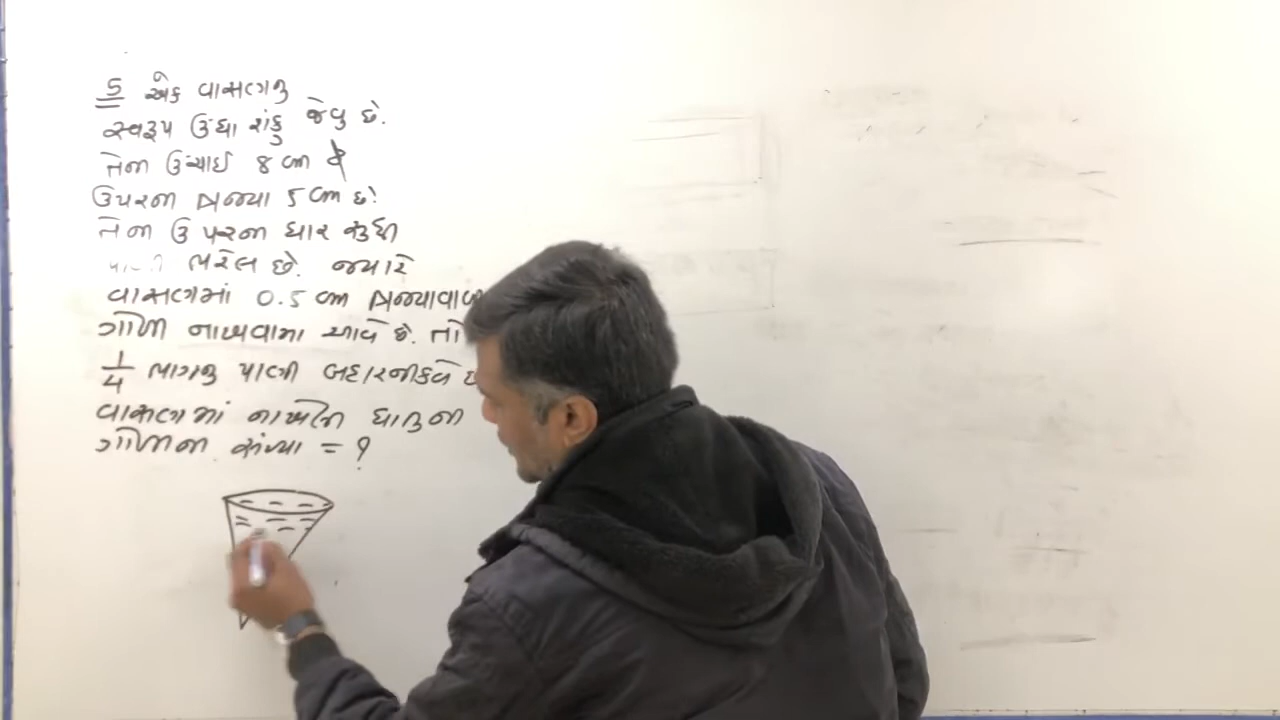 5 એક વાસણનુ
સ્વરૂપ ઉંધા શંકુ જેવુ છે.
તેના ઉંચાઈ 8 cm
ઉપરના ત્રિજ્યા 5 cm છે.
તેના ઉપરના ધાર સુધી
ભરેલ છે. જ્યારે
વાસણમાં 0.5 cm ત્રિજ્યાવાળ
ગોળી નાખવામા આવે છે. તો
1/4 ભાગનુ પાણી બહાર નીકળે છ
વાસણમાં નાખેલી ધાતુના
ગોળીના સંખ્યા = ?